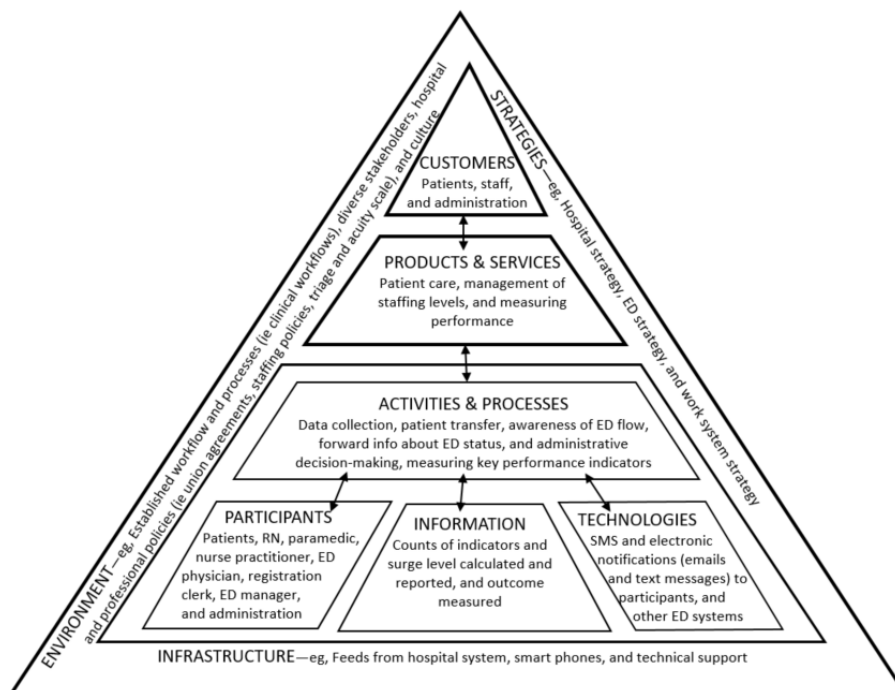 CUSTOMERS
Patients, staff,
and administration
PRODUCTS & SERVICES
Patient care, management of
staffing levels, and measuring
performance
ACTIVITIES & PROCESSES
Data collection, patient transfer, awareness of ED flow,
forward info about ED status, and administrative
decision-making, measuring key performance indicators
PARTICIPANTS
Patients, RN, paramedic,
nurse practitioner, ED
physician, registration
clerk, ED manager,
and administration
INFORMATION
Counts of indicators and
surge level calculated and
reported, and outcome
measured
TECHNOLOGIES
SMS and electronic
notifications (emails
and text messages) to
participants, and
other ED systems
ENVIRONMENT—eg, Established workflow and processes (ie clinical workflows), diverse stakeholders, hospital
and professional policies (ie union agreements, staffing policies, triage and acuity scale), and culture
STRATEGIES—eg, Hospital strategy, ED strategy, and work system strategy
INFRASTRUCTURE—eg, Feeds from hospital system, smart phones, and technical support